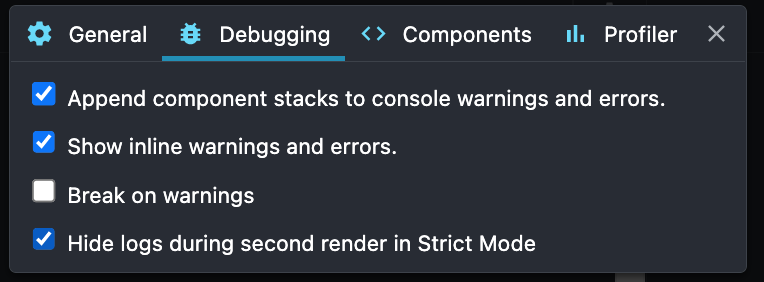 General Debugging Components Profiler
Append component stacks to console warnings and errors.
Show inline warnings and errors.
Break on warnings
Hide logs during second render in Strict Mode